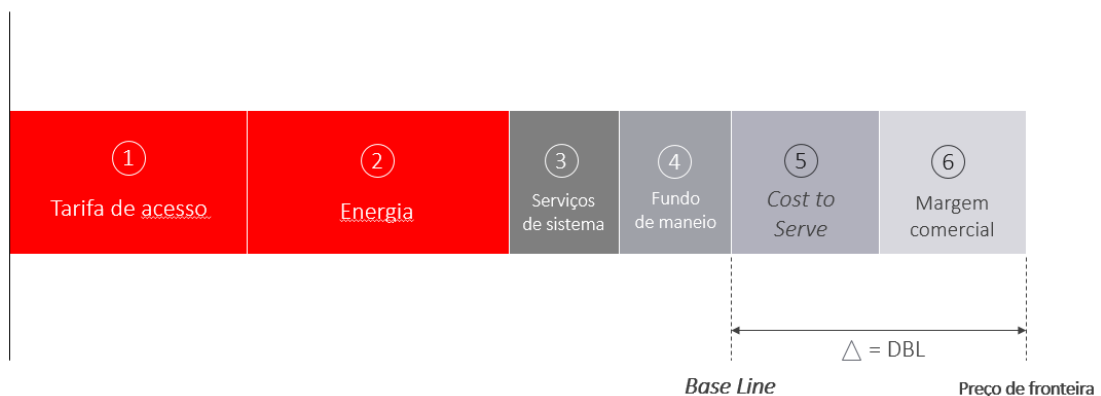 ①
Tarifa de acesso
②
Energia
③
Serviços
de sistema
④
Fundo
de maneio
⑤
Cost to
Serve
⑥
Margem
comercial
△ = DBL
Base Line
Preço de fronteira